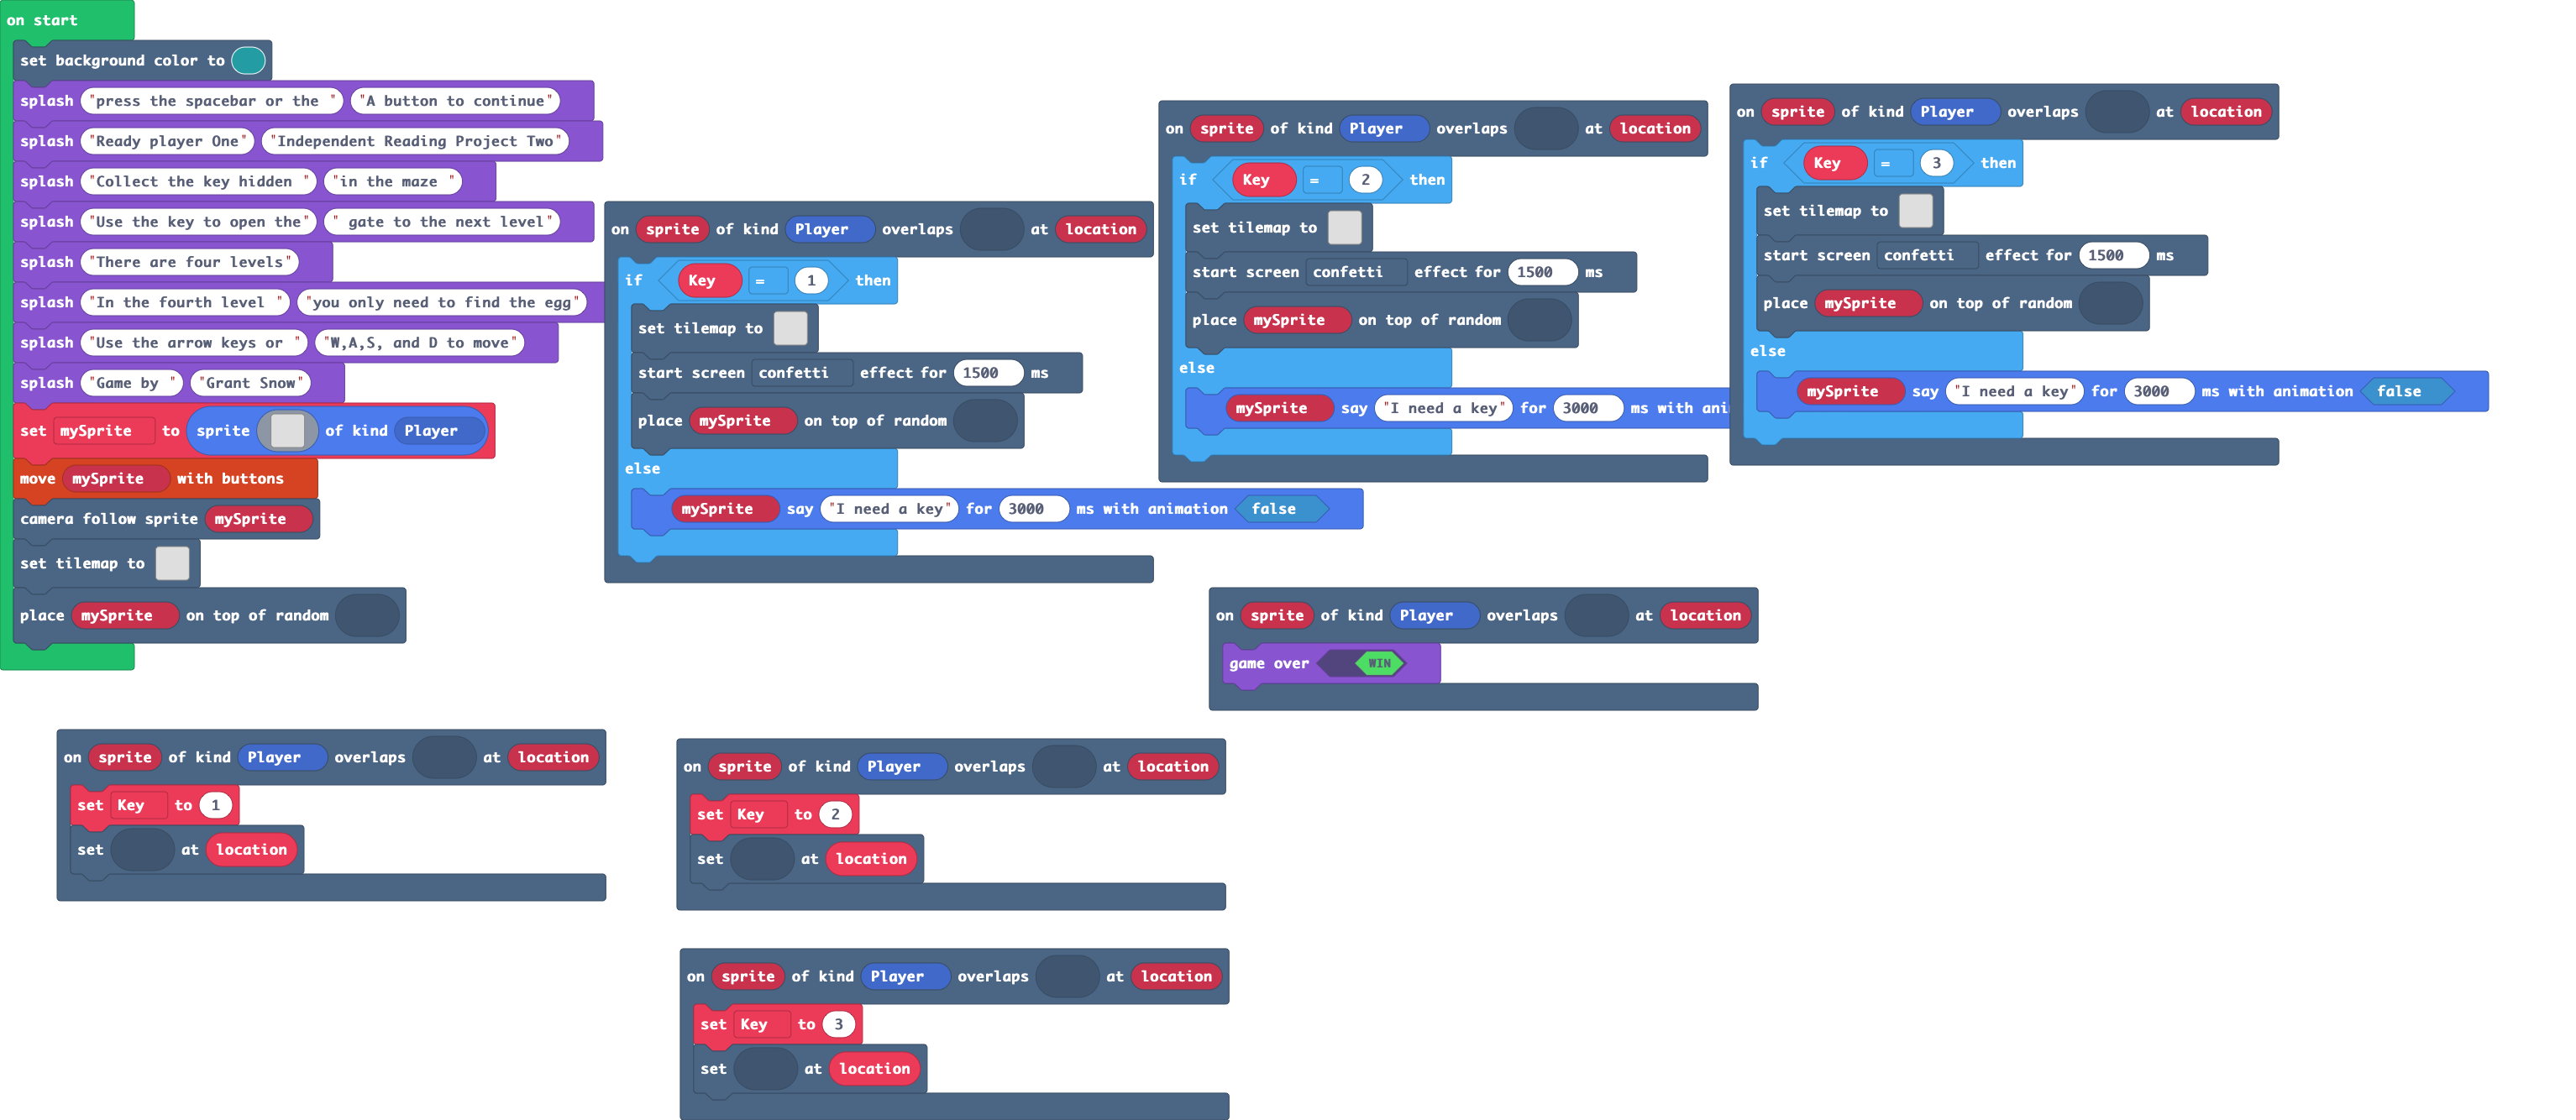 on start
set background color to
splash "press the spacebar or the " "A button to continue"
splash "Ready player One" "Independent Reading Project Two"
splash "Collect the key hidden " "in the maze "
splash "Use the key to open the" " gate to the next level"
splash "There are four levels"
splash "In the fourth level " "you only need to find the egg"
splash "Use the arrow keys or " "W,A,S, and D to move"
splash "Game by " "Grant Snow"
set mySprite to sprite of kind Player
move mySprite with buttons
camera follow sprite mySprite
set tilemap to
place mySprite on top of random
on sprite of kind Player overlaps at location
if Key = 1 then
set tilemap to
start screen confetti effect for 1500 ms
place mySprite on top of random
else
mySprite say "I need a key" for 3000 ms with animation false
on sprite of kind Player overlaps at location
if Key = 2 then
set tilemap to
start screen confetti effect for 1500 ms
place mySprite on top of random
else
mySprite say "I need a key" for 3000 ms with
on sprite of kind Player overlaps at location
if Key = 3 then
set tilemap to
start screen confetti effect for 1500 ms
place mySprite on top of random
else
mySprite say "I need a key" for 3000 ms with animation false
on sprite of kind Player overlaps at location
game over WIN
on sprite of kind Player overlaps at location
set Key to 1
set at location
on sprite of kind Player overlaps at location
set Key to 2
set at location
on sprite of kind Player overlaps at location
set Key to 3
set at location